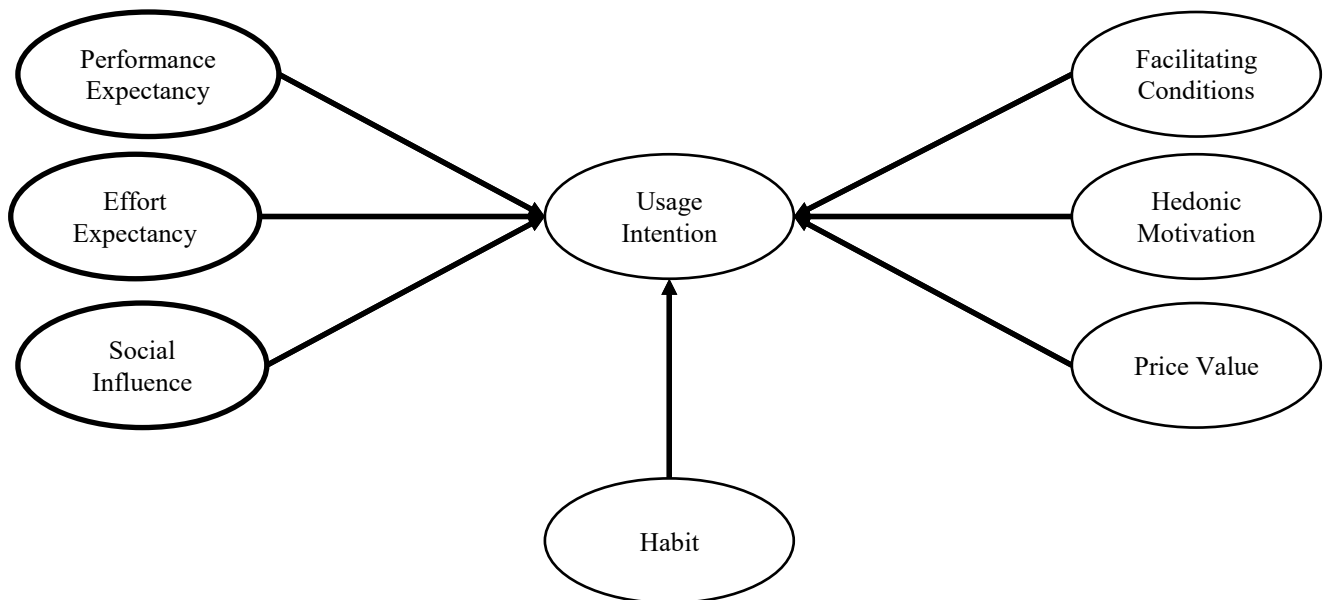 Performance
Expectancy
Effort
Expectancy
Social
Influence
Usage
Intention
Habit
Facilitating
Conditions
Hedonic
Motivation
Price Value